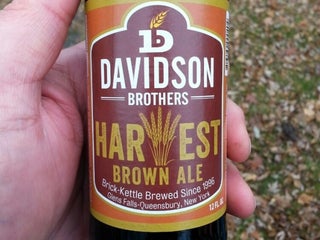 DAVIDSON
BROTHERS
HARVEST
BROWN ALE
Brick-Kettle Brewed Since 1996
Glens Falls-Queensbury, New York
12 FL. OZ.